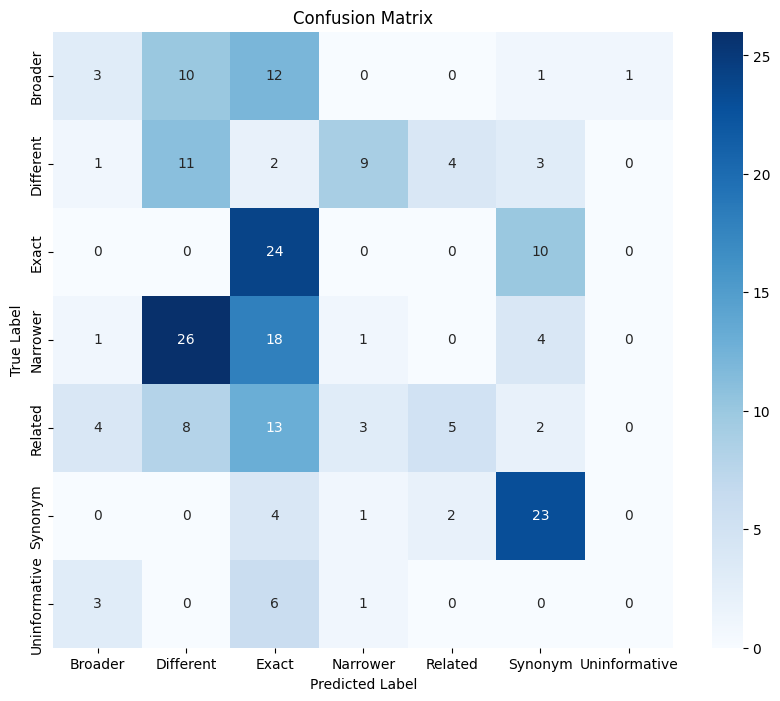 Confusion Matrix
True Label
Broader 3 10 12 0 0 1 1
Different 1 11 2 9 4 3 0
Exact 0 0 24 0 0 10 0
Narrower 1 26 18 1 0 4 0
Related 4 8 13 3 5 2 0
Synonym 0 0 4 1 2 23 0
Uninformative 3 0 6 1 0 0 0
Broader Different Exact Narrower Related Synonym Uninformative
Predicted Label
25
20
15
10
5
0